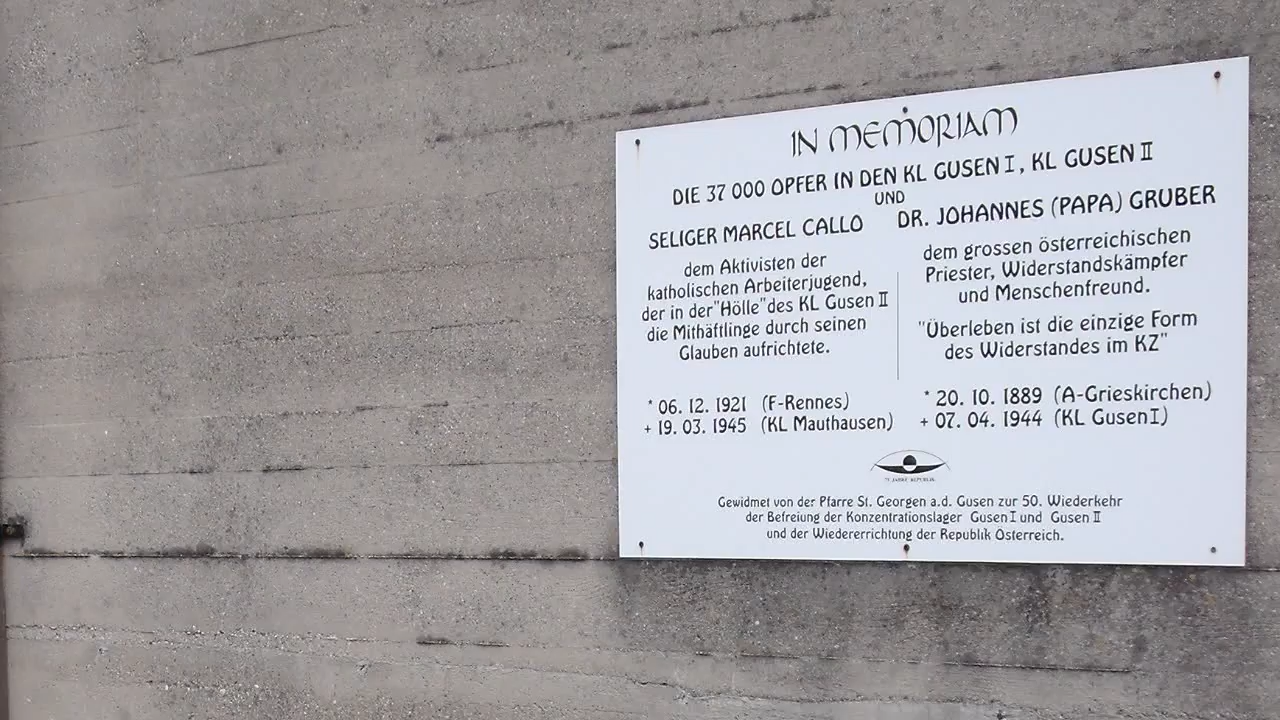 IN MEMORIAM
DIE 37 000 OPFER IN DEN KL GUSEN I, KL GUSEN II
UND
SELIGER MARCEL CALLO
dem Aktivisten der
katholischen Arbeiterjugend,
der in der "Hölle" des KL Gusen II
die Mithäftlinge durch seinen
Glauben aufrichtete.
* 06. 12. 1921 (F-Rennes)
+ 19. 03. 1945 (KL Mauthausen)
DR. JOHANNES (PAPA) GRUBER
dem grossen österreichischen
Priester, Widerstandskämpfer
und Menschenfreund.
"Überleben ist die einzige Form
des Widerstandes im KZ"
* 20. 10. 1889 (A-Grieskirchen)
+ 07. 04. 1944 (KL Gusen I)
Gewidmet von der Pfarre St. Georgen a.d. Gusen zur 50. Wiederkehr
der Befreiung der Konzentrationslager Gusen I und Gusen II
und der Wiedererrichtung der Republik Österreich.